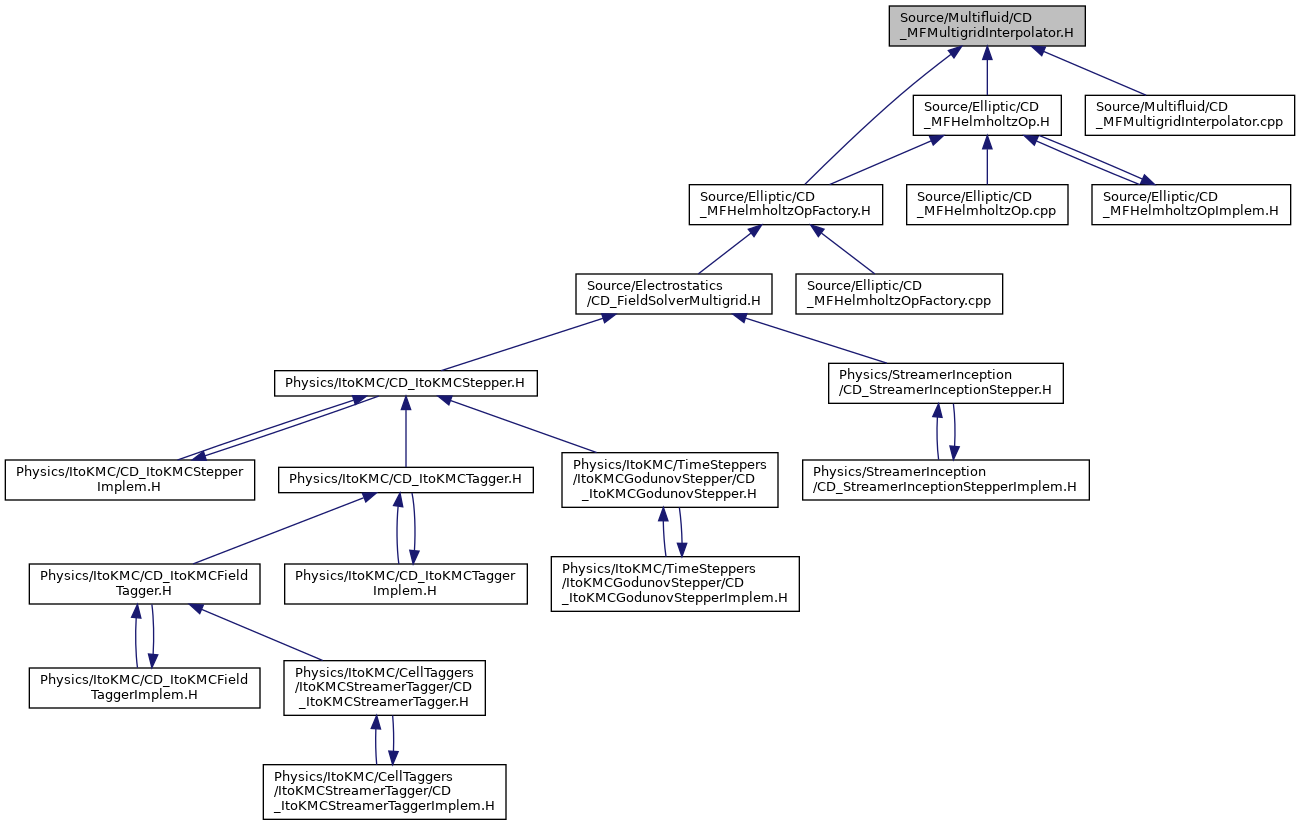 Source/Multifluid/CD
_MFMultigridInterpolator.H
Source/Elliptic/CD
_MFHelmholtzOp.H
Source/Multifluid/CD
_MFMultigridInterpolator.cpp
Source/Elliptic/CD
_MFHelmholtzOpFactory.H
Source/Elliptic/CD
_MFHelmholtzOp.cpp
Source/Elliptic/CD
_MFHelmholtzOpImplem.H
Source/Electrostatics
/CD_FieldSolverMultigrid.H
Source/Elliptic/CD
_MFHelmholtzOpFactory.cpp
Physics/ItoKMC/CD_ItoKMCStepper.H
Physics/StreamerInception
/CD_StreamerInceptionStepper.H
Physics/ItoKMC/CD_ItoKMCStepper
Implem.H
Physics/ItoKMC/CD_ItoKMCTagger.H
Physics/ItoKMC/TimeSteppers
/ItoKMCGodunovStepper/CD
_ItoKMCGodunovStepper.H
Physics/StreamerInception
/CD_StreamerInceptionStepperImplem.H
Physics/ItoKMC/CD_ItoKMCField
Tagger.H
Physics/ItoKMC/CD_ItoKMCTagger
Implem.H
Physics/ItoKMC/TimeSteppers
/ItoKMCGodunovStepper/CD
_ItoKMCGodunovStepperImplem.H
Physics/ItoKMC/CD_ItoKMCField
TaggerImplem.H
Physics/ItoKMC/CellTaggers
/ItoKMCStreamerTagger/CD
_ItoKMCStreamerTagger.H
Physics/ItoKMC/CellTaggers
/ItoKMCStreamerTagger/CD
_ItoKMCStreamerTaggerImplem.H